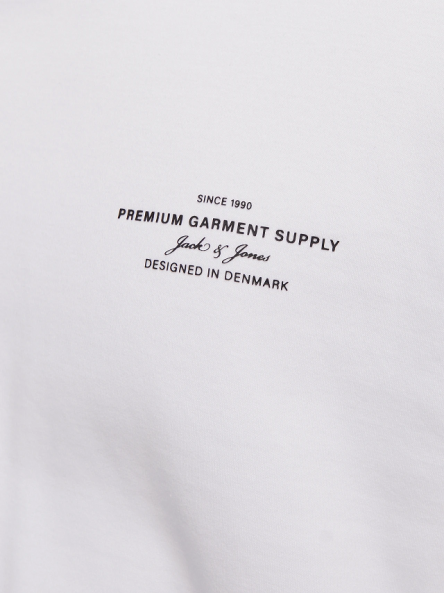 SINCE 1990
PREMIUM GARMENT SUPPLY
Jack & Jones
DESIGNED IN DENMARK